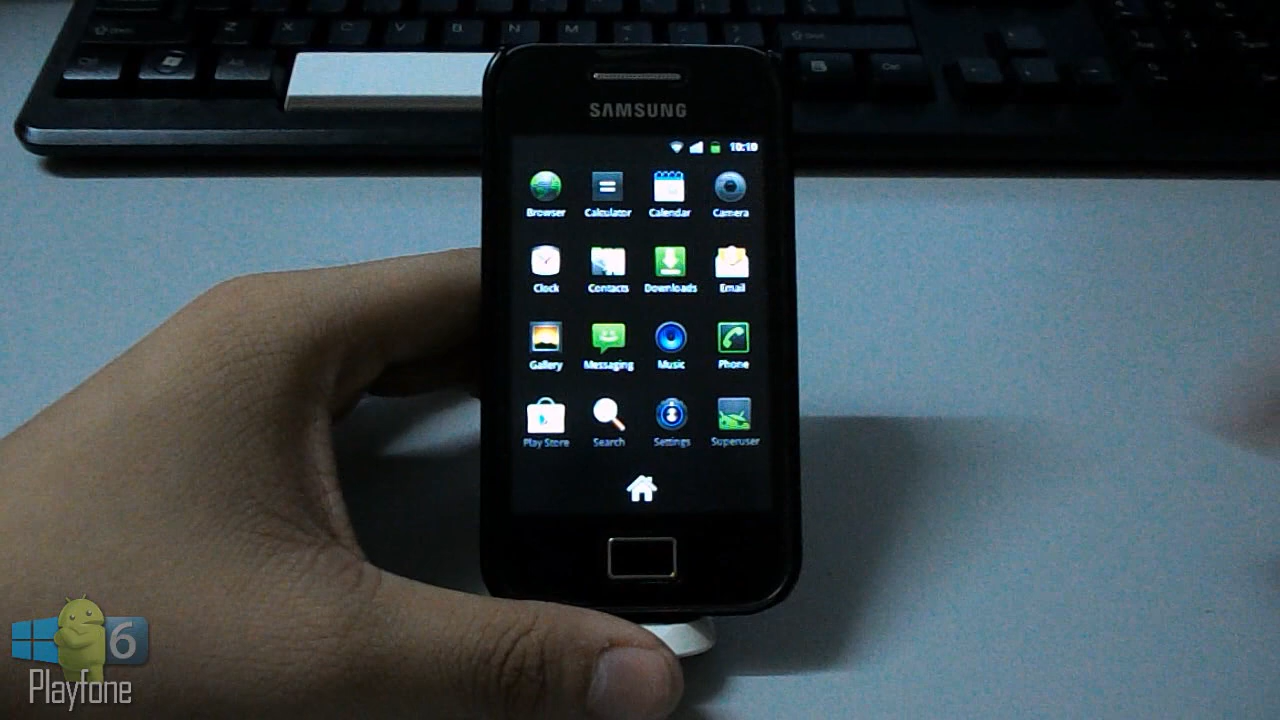 SAMSUNG
10:10
Browser Calculator Calendar Camera
Clock Contacts Downloads Email
Gallery Messaging Music Phone
Play Store Search Settings Superuser
6
Playfone